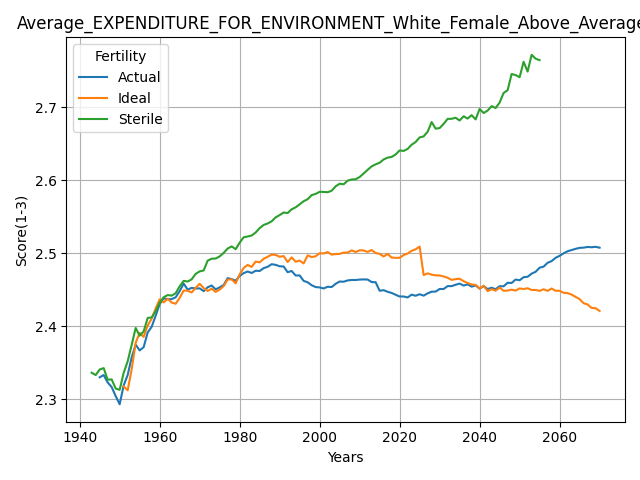 Average_EXPENDITURE_FOR_ENVIRONMENT_White_Female_Above_Average
Fertility
Actual
Ideal
Sterile
Score(1-3)
2.7
2.6
2.5
2.4
2.3
1940 1960 1980 2000 2020 2040 2060
Years